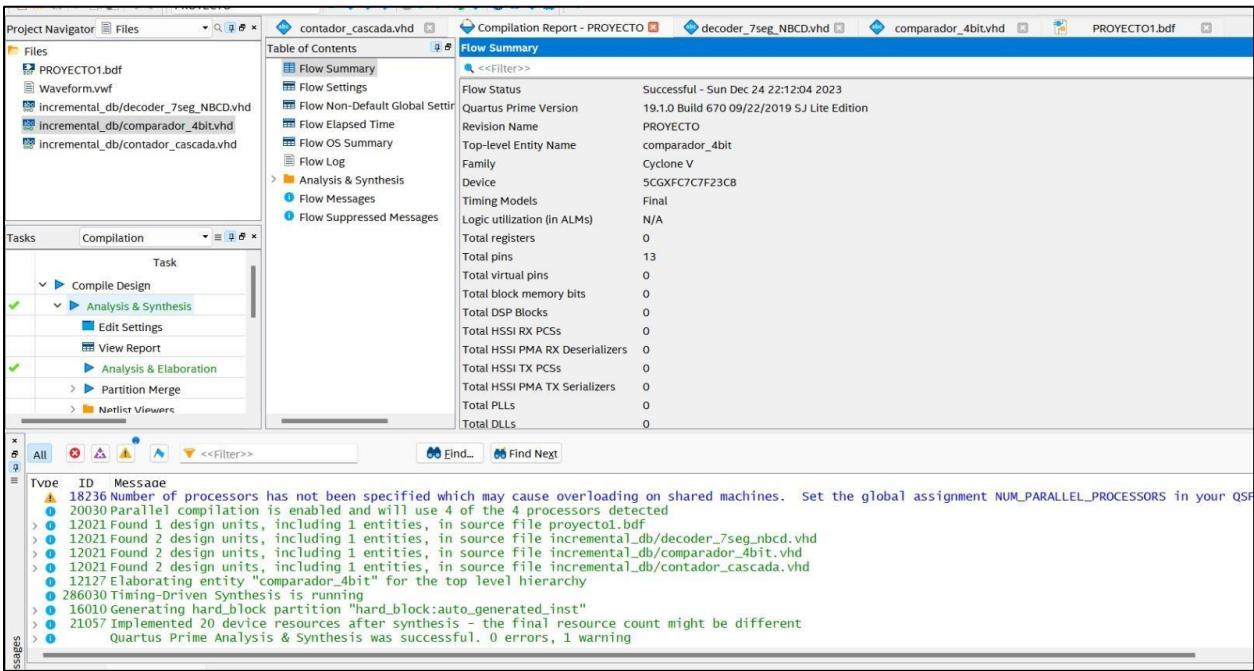 Project Navigator Files
contador_cascada.vhd
Compilation Report - PROYECTO
decoder_7seg_NBCD.vhd
comparador_4bit.vhd
PROYECTO1.bdf
Files
PROYECTO1.bdf
Waveform.vwf
incremental_db/decoder_7seg_NBCD.vhd
incremental_db/comparador_4bit.vhd
incremental_db/contador_cascada.vhd
Tasks Compilation
Task
Compile Design
Analysis & Synthesis
Edit Settings
View Report
Analysis & Elaboration
Partition Merge
Netlist Viewers
Table of Contents
Flow Summary
Flow Settings
Flow Non-Default Global Settin
Flow Elapsed Time
Flow OS Summary
Flow Log
Analysis & Synthesis
Flow Messages
Flow Suppressed Messages
Flow Summary
<<Filter>>
Flow Status Successful - Sun Dec 24 22:12:04 2023
Quartus Prime Version 19.1.0 Build 670 09/22/2019 SJ Lite Edition
Revision Name PROYECTO
Top-level Entity Name comparador_4bit
Family Cyclone V
Device 5CGXFC7C7F23C8
Timing Models Final
Logic utilization (in ALMs) N/A
Total registers 0
Total pins 13
Total virtual pins 0
Total block memory bits 0
Total DSP Blocks 0
Total HSSI RX PCSs 0
Total HSSI PMA RX Deserializers 0
Total HSSI TX PCSs 0
Total HSSI PMA TX Serializers 0
Total PLLs 0
Total DLLs 0
All <<Filter>> Find... Find Next
Type ID Message
18236 Number of processors has not been specified which may cause overloading on shared machines. Set the global assignment NUM_PARALLEL_PROCESSORS in your QSF
20030 Parallel compilation is enabled and will use 4 of the 4 processors detected
12021 Found 1 design units, including 1 entities, in source file proyecto1.bdf
12021 Found 2 design units, including 1 entities, in source file incremental_db/decoder_7seg_nbcd.vhd
12021 Found 2 design units, including 1 entities, in source file incremental_db/comparador_4bit.vhd
12021 Found 2 design units, including 1 entities, in source file incremental_db/contador_cascada.vhd
12127 Elaborating entity "comparador_4bit" for the top level hierarchy
286030 Timing-Driven Synthesis is running
16010 Generating hard_block partition "hard_block:auto_generated_inst"
21057 Implemented 20 device resources after synthesis - the final resource count might be different
Quartus Prime Analysis & Synthesis was successful. 0 errors, 1 warning
ssages